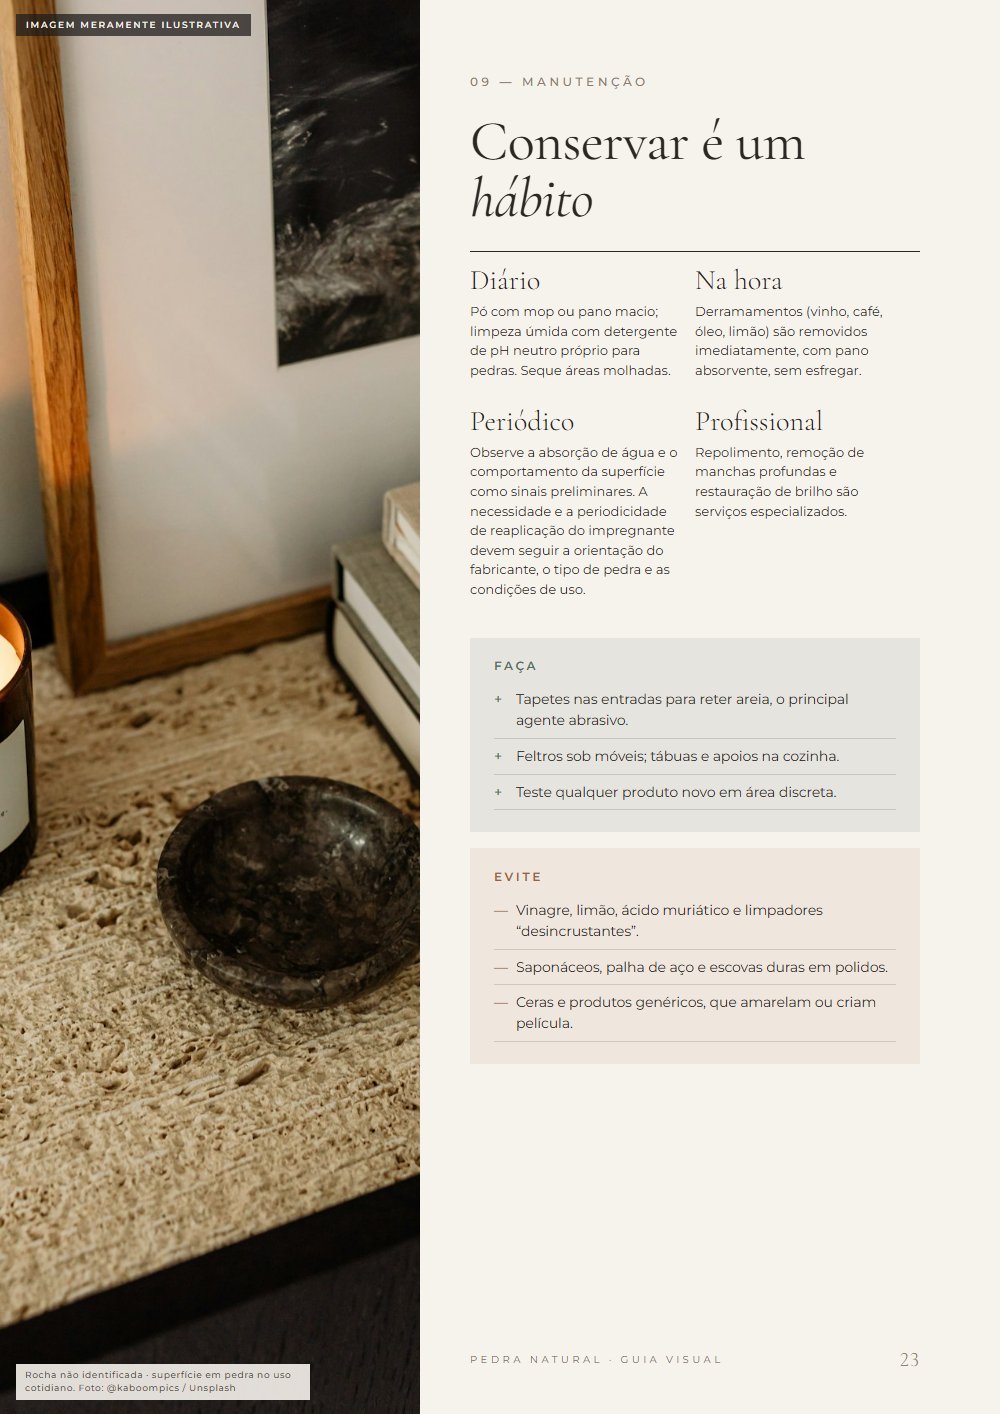 IMAGEM MERAMENTE ILUSTRATIVA
09 — MANUTENÇÃO
Conservar é um
hábito
Diário
Pó com mop ou pano macio;
limpeza úmida com detergente
de pH neutro próprio para
pedras. Seque áreas molhadas.
Na hora
Derramamentos (vinho, café,
óleo, limão) são removidos
imediatamente, com pano
absorvente, sem esfregar.
Periódico
Observe a absorção de água e o
comportamento da superfície
como sinais preliminares. A
necessidade e a periodicidade
de reaplicação do impregnante
devem seguir a orientação do
fabricante, o tipo de pedra e as
condições de uso.
Profissional
Repolimento, remoção de
manchas profundas e
restauração de brilho são
serviços especializados.
FAÇA
+ Tapetes nas entradas para reter areia, o principal
agente abrasivo.
+ Feltros sob móveis; tábuas e apoios na cozinha.
+ Teste qualquer produto novo em área discreta.
EVITE
— Vinagre, limão, ácido muriático e limpadores
“desincrustantes”.
— Saponáceos, palha de aço e escovas duras em polidos.
— Ceras e produtos genéricos, que amarelam ou criam
película.
Rocha não identificada · superfície em pedra no uso
cotidiano. Foto: @kaboompics / Unsplash
PEDRA NATURAL · GUIA VISUAL
23